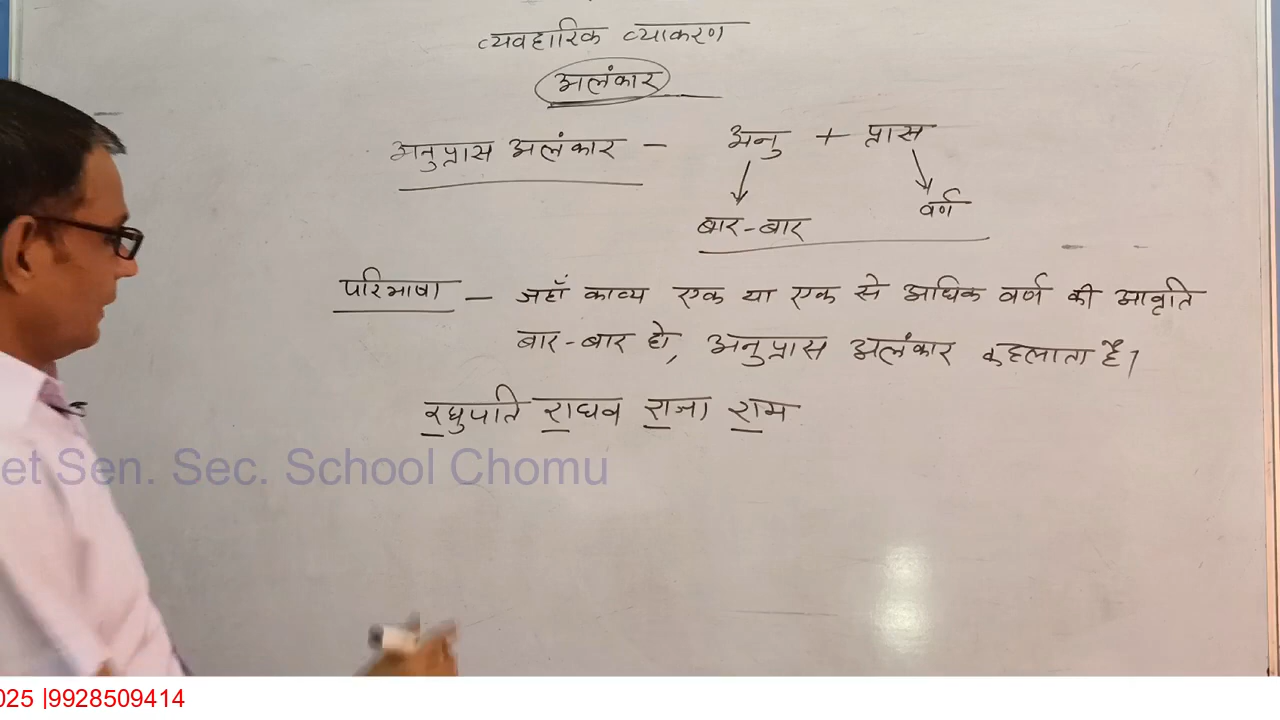 व्यवहारिक व्याकरण
अलंकार
अनुप्रास अलंकार - अनु + प्रास
बार-बार वर्ण
परिभाषा - जहाँ काव्य एक या एक से अधिक वर्ण की आवृति
बार-बार हो, अनुप्रास अलंकार कहलाता है।
रघुपति राघव राजा राम
et Sen. Sec. School Chomu
025 |9928509414